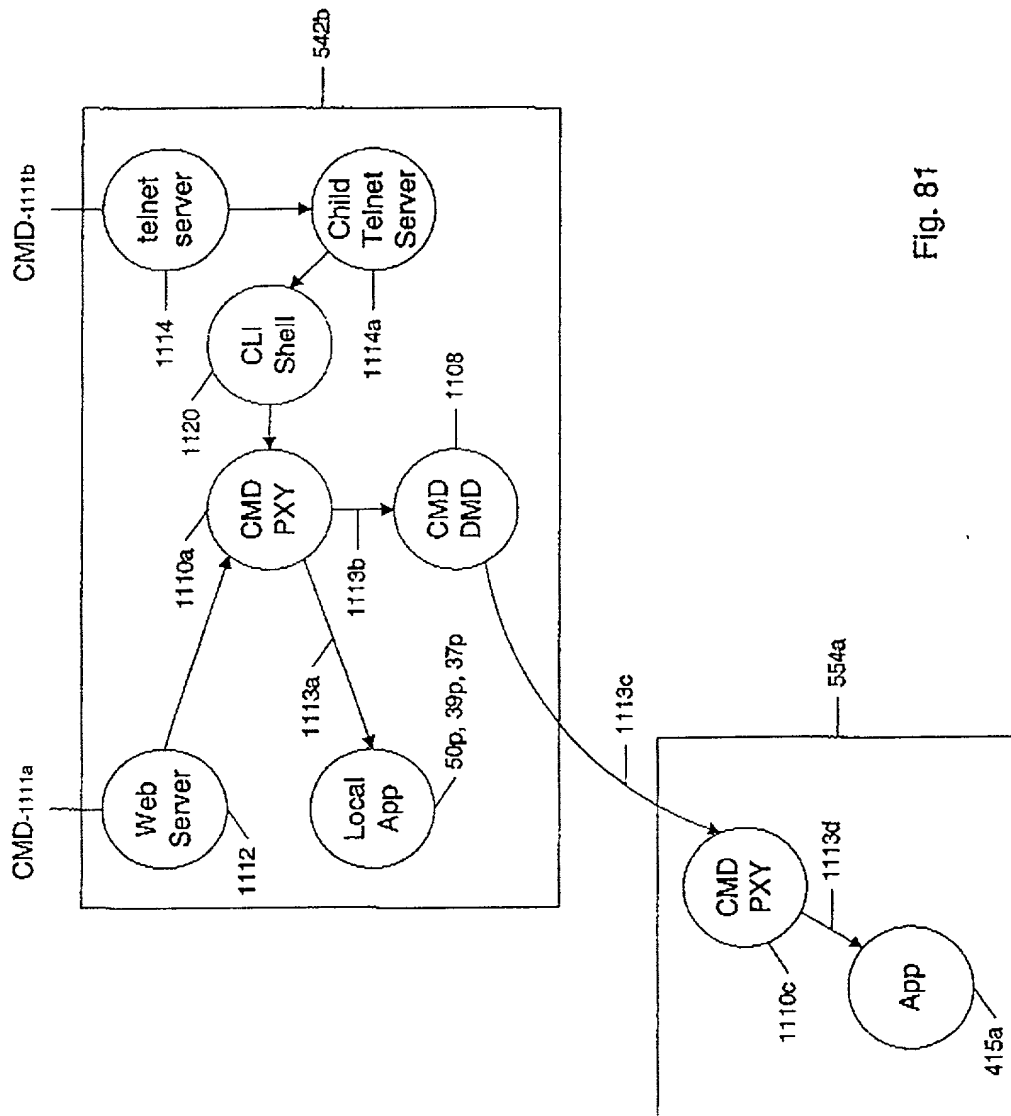 CMD-1111a
CMD-1111b
Web
Server
1112
telnet
server
1114
542b
Child
Telnet
Server
1114a
CLI
Shell
1120
CMD
PXY
1110a
1113a
1113b
Local
App
50p, 39p, 37p
CMD
DMD
1108
1113c
554a
CMD
PXY
1110c
1113d
App
415a
Fig. 81